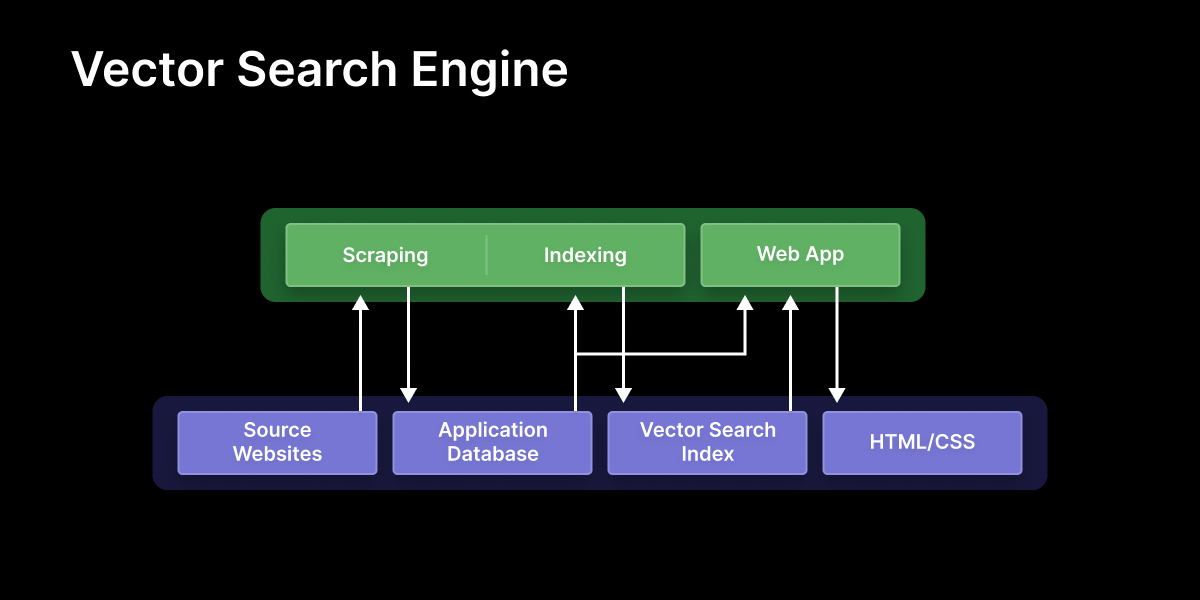 Vector Search Engine
Scraping
Indexing
Web App
Source
Websites
Application
Database
Vector Search
Index
HTML/CSS